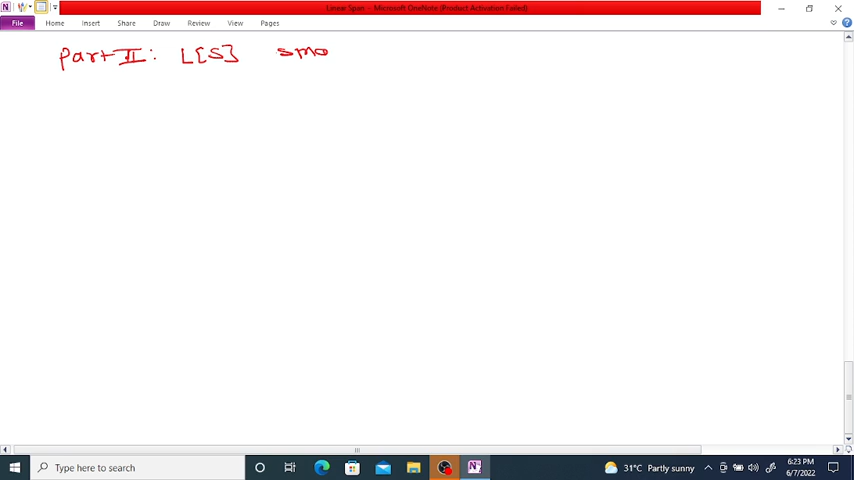 Linear Span - Microsoft OneNote (Product Activation Failed)
File Home Insert Share Draw History Review View Pages
Part II: L[S] smo
Type here to search
31°C Partly sunny
6:23 PM
6/7/2022